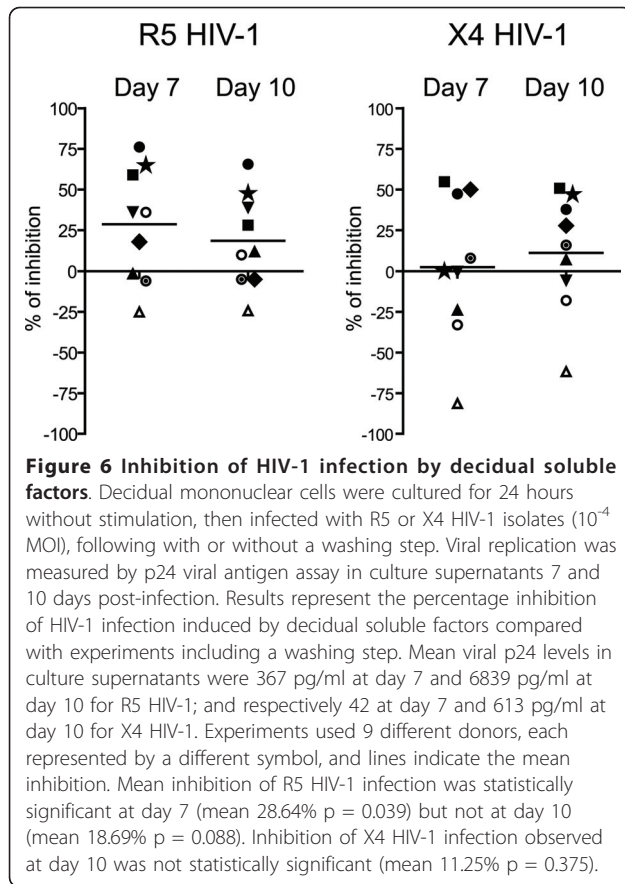 R5 HIV-1 X4 HIV-1
Day 7 Day 10 Day 7 Day 10
100 100
75 75
50 50
25 25
0 0
-25 -25
-50 -50
-75 -75
-100 -100
% of inhibition % of inhibition
Figure 6 Inhibition of HIV-1 infection by decidual soluble
factors. Decidual mononuclear cells were cultured for 24 hours
without stimulation, then infected with R5 or X4 HIV-1 isolates (10⁻⁴
MOI), following with or without a washing step. Viral replication was
measured by p24 viral antigen assay in culture supernatants 7 and
10 days post-infection. Results represent the percentage inhibition
of HIV-1 infection induced by decidual soluble factors compared
with experiments including a washing step. Mean viral p24 levels in
culture supernatants were 367 pg/ml at day 7 and 6839 pg/ml at
day 10 for R5 HIV-1; and respectively 42 at day 7 and 613 pg/ml at
day 10 for X4 HIV-1. Experiments used 9 different donors, each
represented by a different symbol, and lines indicate the mean
inhibition. Mean inhibition of R5 HIV-1 infection was statistically
significant at day 7 (mean 28.64% p = 0.039) but not at day 10
(mean 18.69% p = 0.088). Inhibition of X4 HIV-1 infection observed
at day 10 was not statistically significant (mean 11.25% p = 0.375).